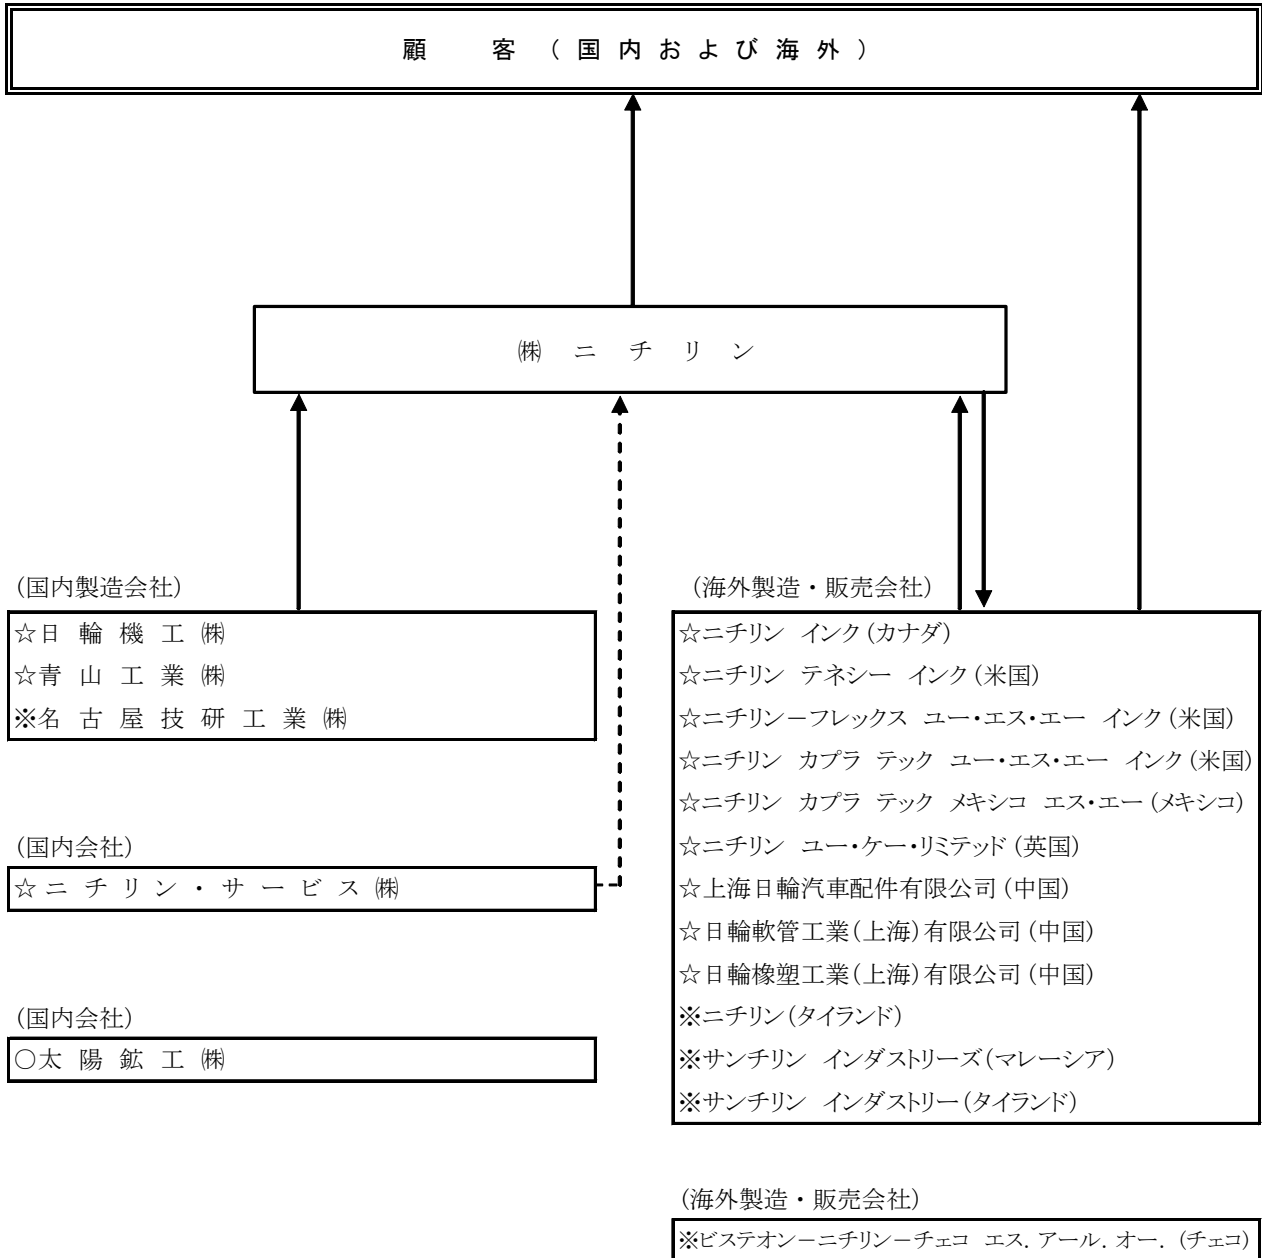 顧　　客（国内および海外）
㈱ニチリン
(国内製造会社)
☆日輪機工㈱
☆青山工業㈱
※名古屋技研工業㈱
(国内会社)
☆ニチリン・サービス㈱
(国内会社)
○太陽鉱工㈱
(海外製造・販売会社)
☆ニチリン インク(カナダ)
☆ニチリン テネシー インク(米国)
☆ニチリン－フレックス ユー・エス・エー インク(米国)
☆ニチリン カプラ テック ユー・エス・エー インク(米国)
☆ニチリン カプラ テック メキシコ エス・エー(メキシコ)
☆ニチリン ユー・ケー・リミテッド(英国)
☆上海日輪汽車配件有限公司(中国)
☆日輪軟管工業(上海)有限公司(中国)
☆日輪橡塑工業(上海)有限公司(中国)
※ニチリン(タイランド)
※サンチリン インダストリーズ(マレーシア)
※サンチリン インダストリー(タイランド)
(海外製造・販売会社)
※ビステオン－ニチリン－チェコ エス.アール.オー.(チェコ)